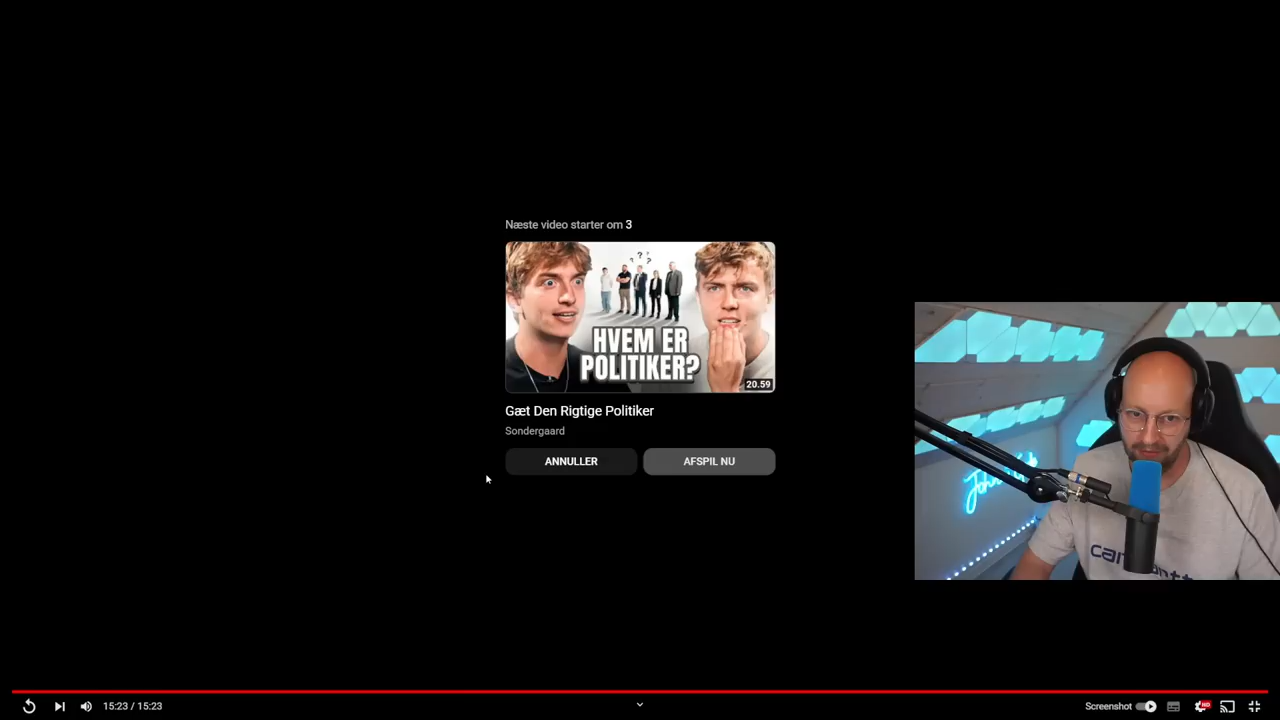 Næste video starter om 3
? ? ?
?
HVEM ER
POLITIKER?
20.59
Gæt Den Rigtige Politiker
Sondergaard
ANNULLER
AFSPIL NU
15:23 / 15:23
Screenshot
HD